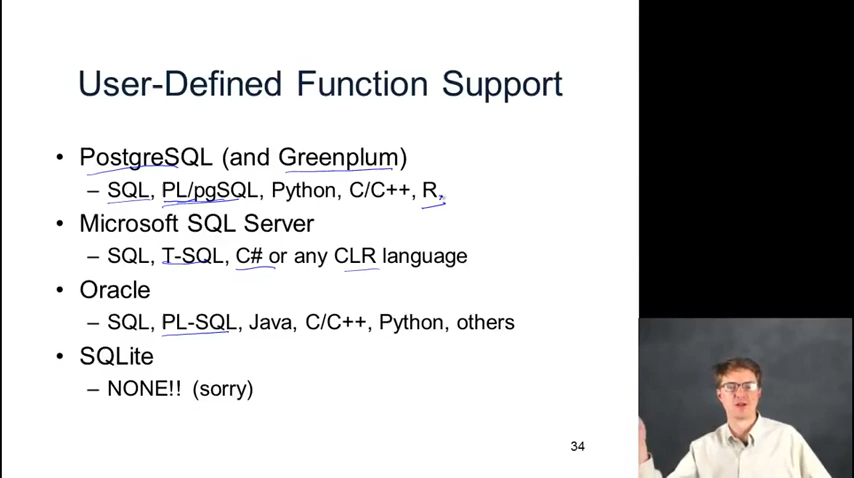 User-Defined Function Support
• PostgreSQL (and Greenplum)
– SQL, PL/pgSQL, Python, C/C++, R,
• Microsoft SQL Server
– SQL, T-SQL, C# or any CLR language
• Oracle
– SQL, PL-SQL, Java, C/C++, Python, others
• SQLite
– NONE!! (sorry)
34